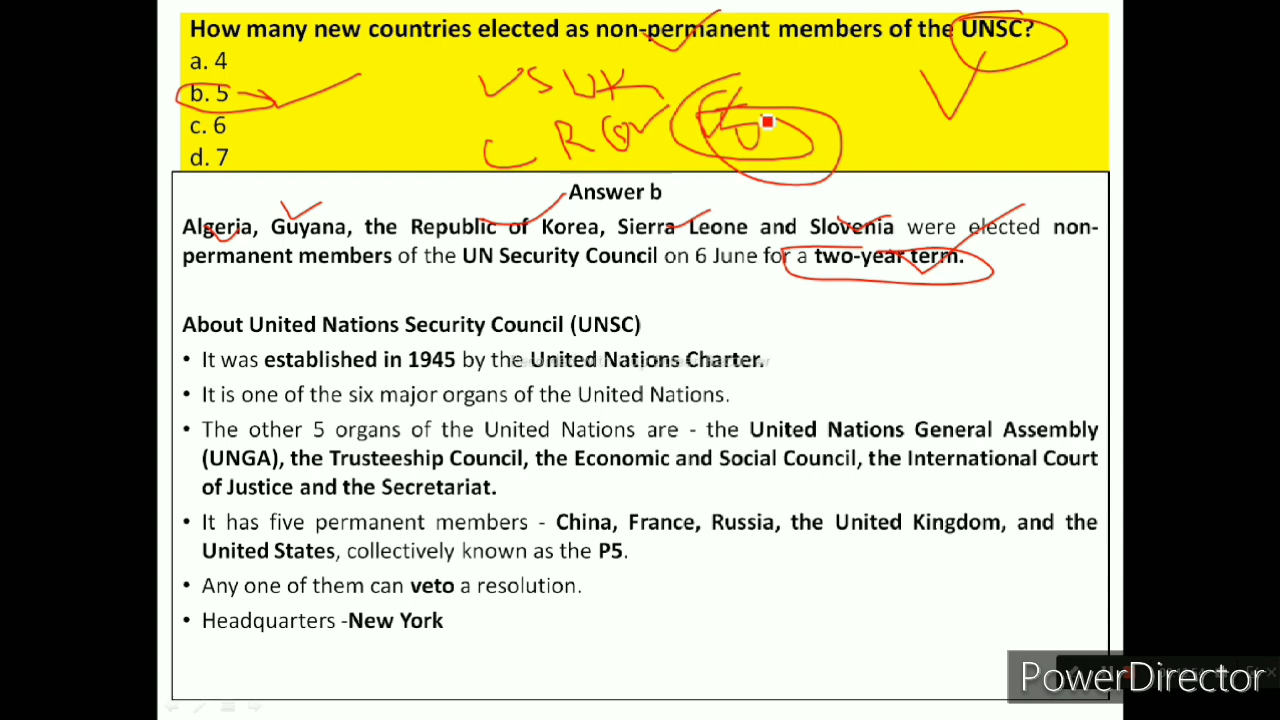 How many new countries elected as non-permanent members of the UNSC?
a. 4
b. 5
c. 6
d. 7
US UK
C R
Answer b
Algeria, Guyana, the Republic of Korea, Sierra Leone and Slovenia were elected non-
permanent members of the UN Security Council on 6 June for a two-year term.
About United Nations Security Council (UNSC)
• It was established in 1945 by the United Nations Charter.
• It is one of the six major organs of the United Nations.
• The other 5 organs of the United Nations are - the United Nations General Assembly
(UNGA), the Trusteeship Council, the Economic and Social Council, the International Court
of Justice and the Secretariat.
• It has five permanent members - China, France, Russia, the United Kingdom, and the
United States, collectively known as the P5.
• Any one of them can veto a resolution.
• Headquarters -New York
PowerDirector